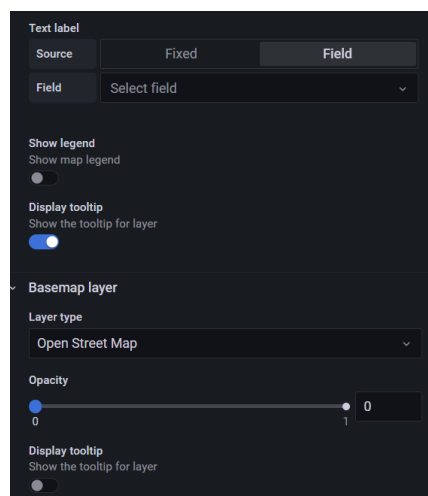 Text label
Source Fixed Field
Field Select field
Show legend
Show map legend
Display tooltip
Show the tooltip for layer
Basemap layer
Layer type
Open Street Map
Opacity
0
0 1
Display tooltip
Show the tooltip for layer